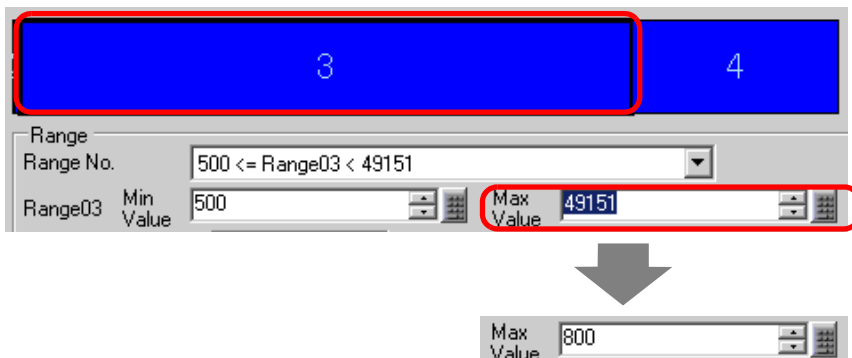 3 4
Range
Range No. 500 <= Range03 < 49151
Range03 Min Value 500 Max Value 49151
Max Value 800